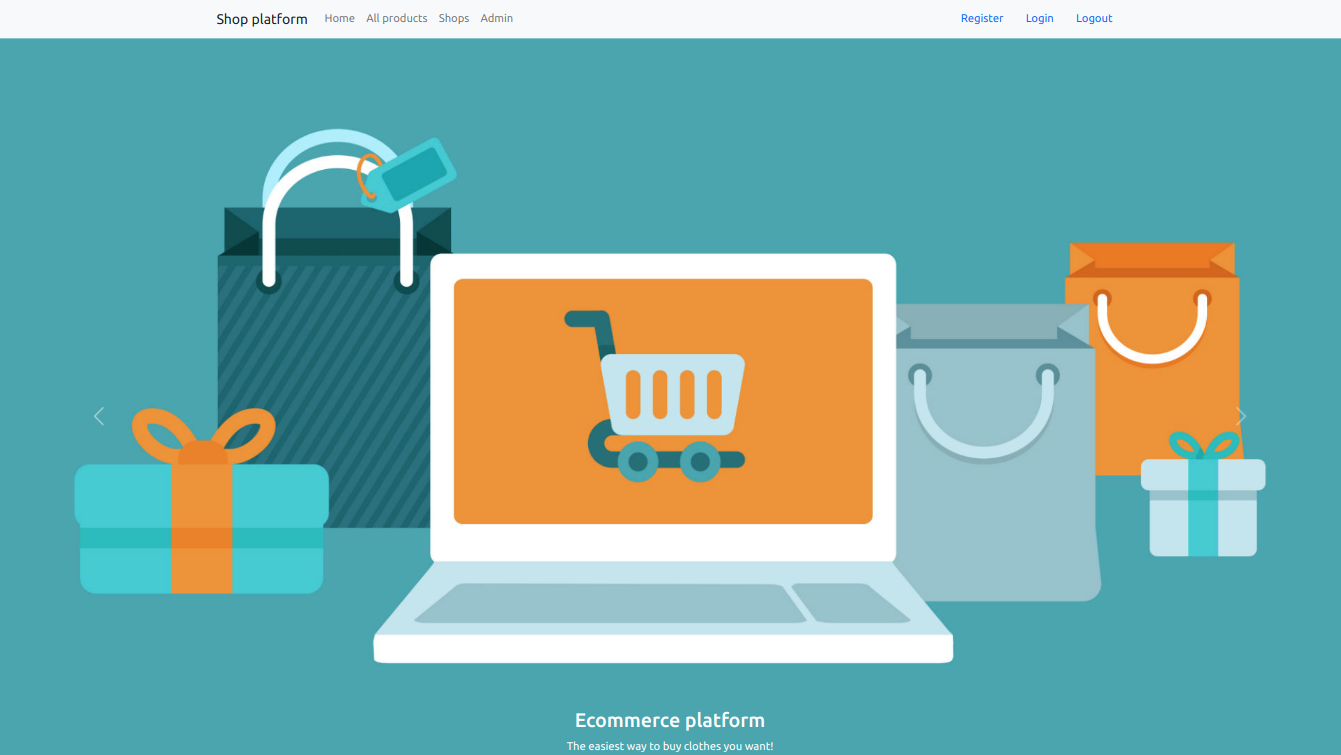 Shop platform Home All products Shops Admin Register Login Logout
Ecommerce platform
The easiest way to buy clothes you want!